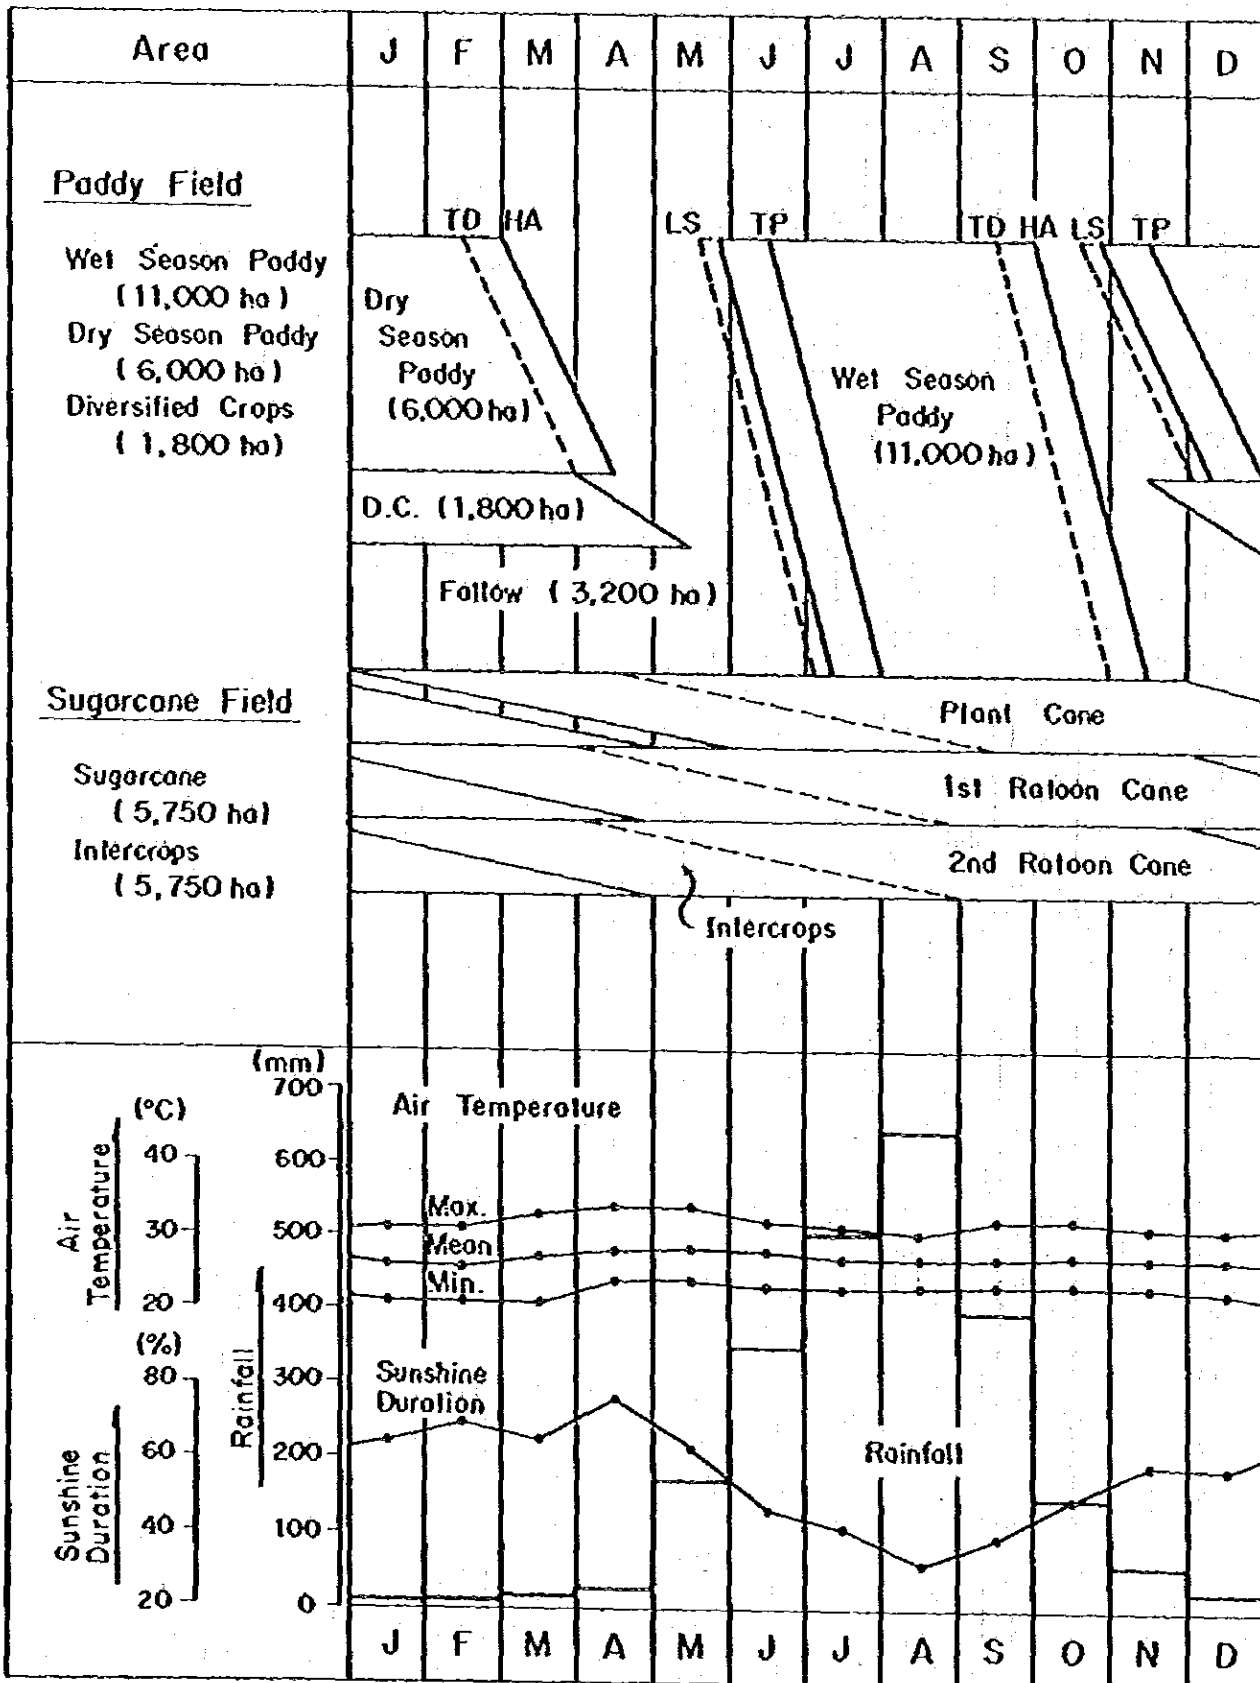 Area J F M A M J J A S O N D
Paddy Field
TD HA LS TP TD HA LS TP
Wet Season Paddy
(11,000 ha)
Dry Season Paddy
(6,000 ha)
Diversified Crops
(1,800 ha)
Dry
Season
Paddy
(6,000 ha)
Wet Season
Paddy
(11,000 ha)
D.C. (1,800 ha)
Fallow (3,200 ha)
Sugarcane Field
Plant Cane
Sugarcane
(5,750 ha)
1st Ratoon Cane
Intercrops
(5,750 ha)
2nd Ratoon Cane
Intercrops
(mm)
700
600
500
400
300
200
100
0
Rainfall
(°C)
40
30
20
Air
Temperature
(%)
80
60
40
20
Sunshine
Duration
Air Temperature
Max.
Mean
Min.
Sunshine
Duration
Rainfall
J F M A M J J A S O N D